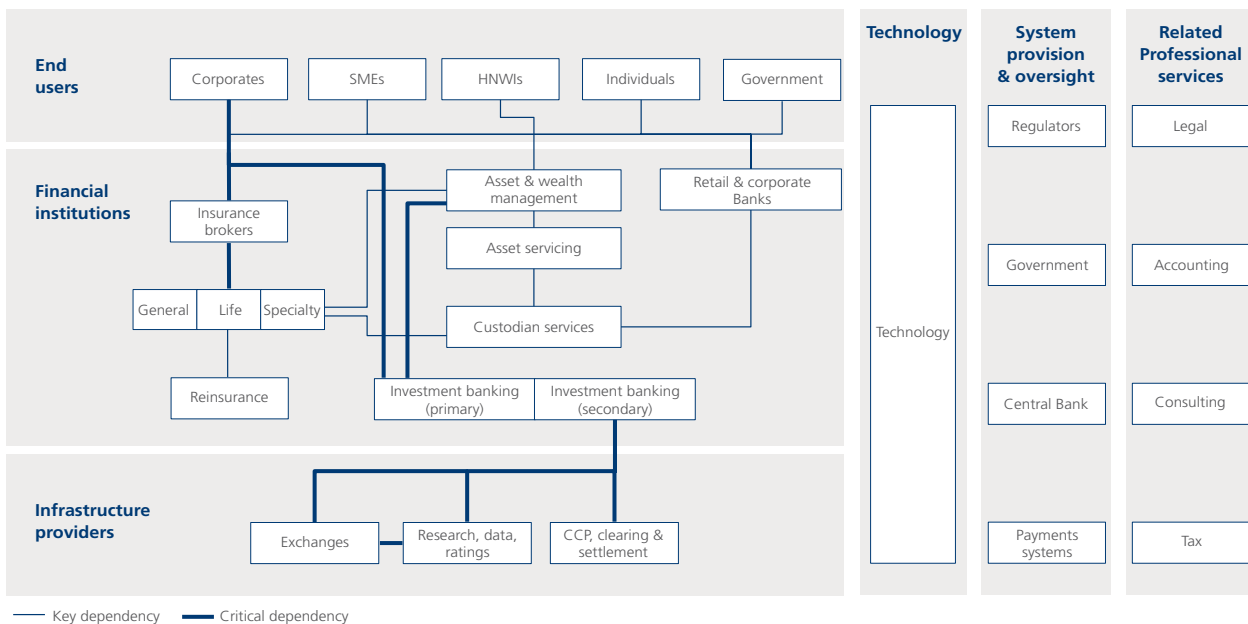 End
users
Corporates
SMEs
HNWIs
Individuals
Government
Financial
institutions
Insurance
brokers
Asset & wealth
management
Retail & corporate
Banks
Asset servicing
General
Life
Specialty
Custodian services
Reinsurance
Investment banking
(primary)
Investment banking
(secondary)
Infrastructure
providers
Exchanges
Research, data,
ratings
CCP, clearing &
settlement
Technology
Technology
System
provision
& oversight
Regulators
Government
Central Bank
Payments
systems
Related
Professional
services
Legal
Accounting
Consulting
Tax
Key dependency
Critical dependency